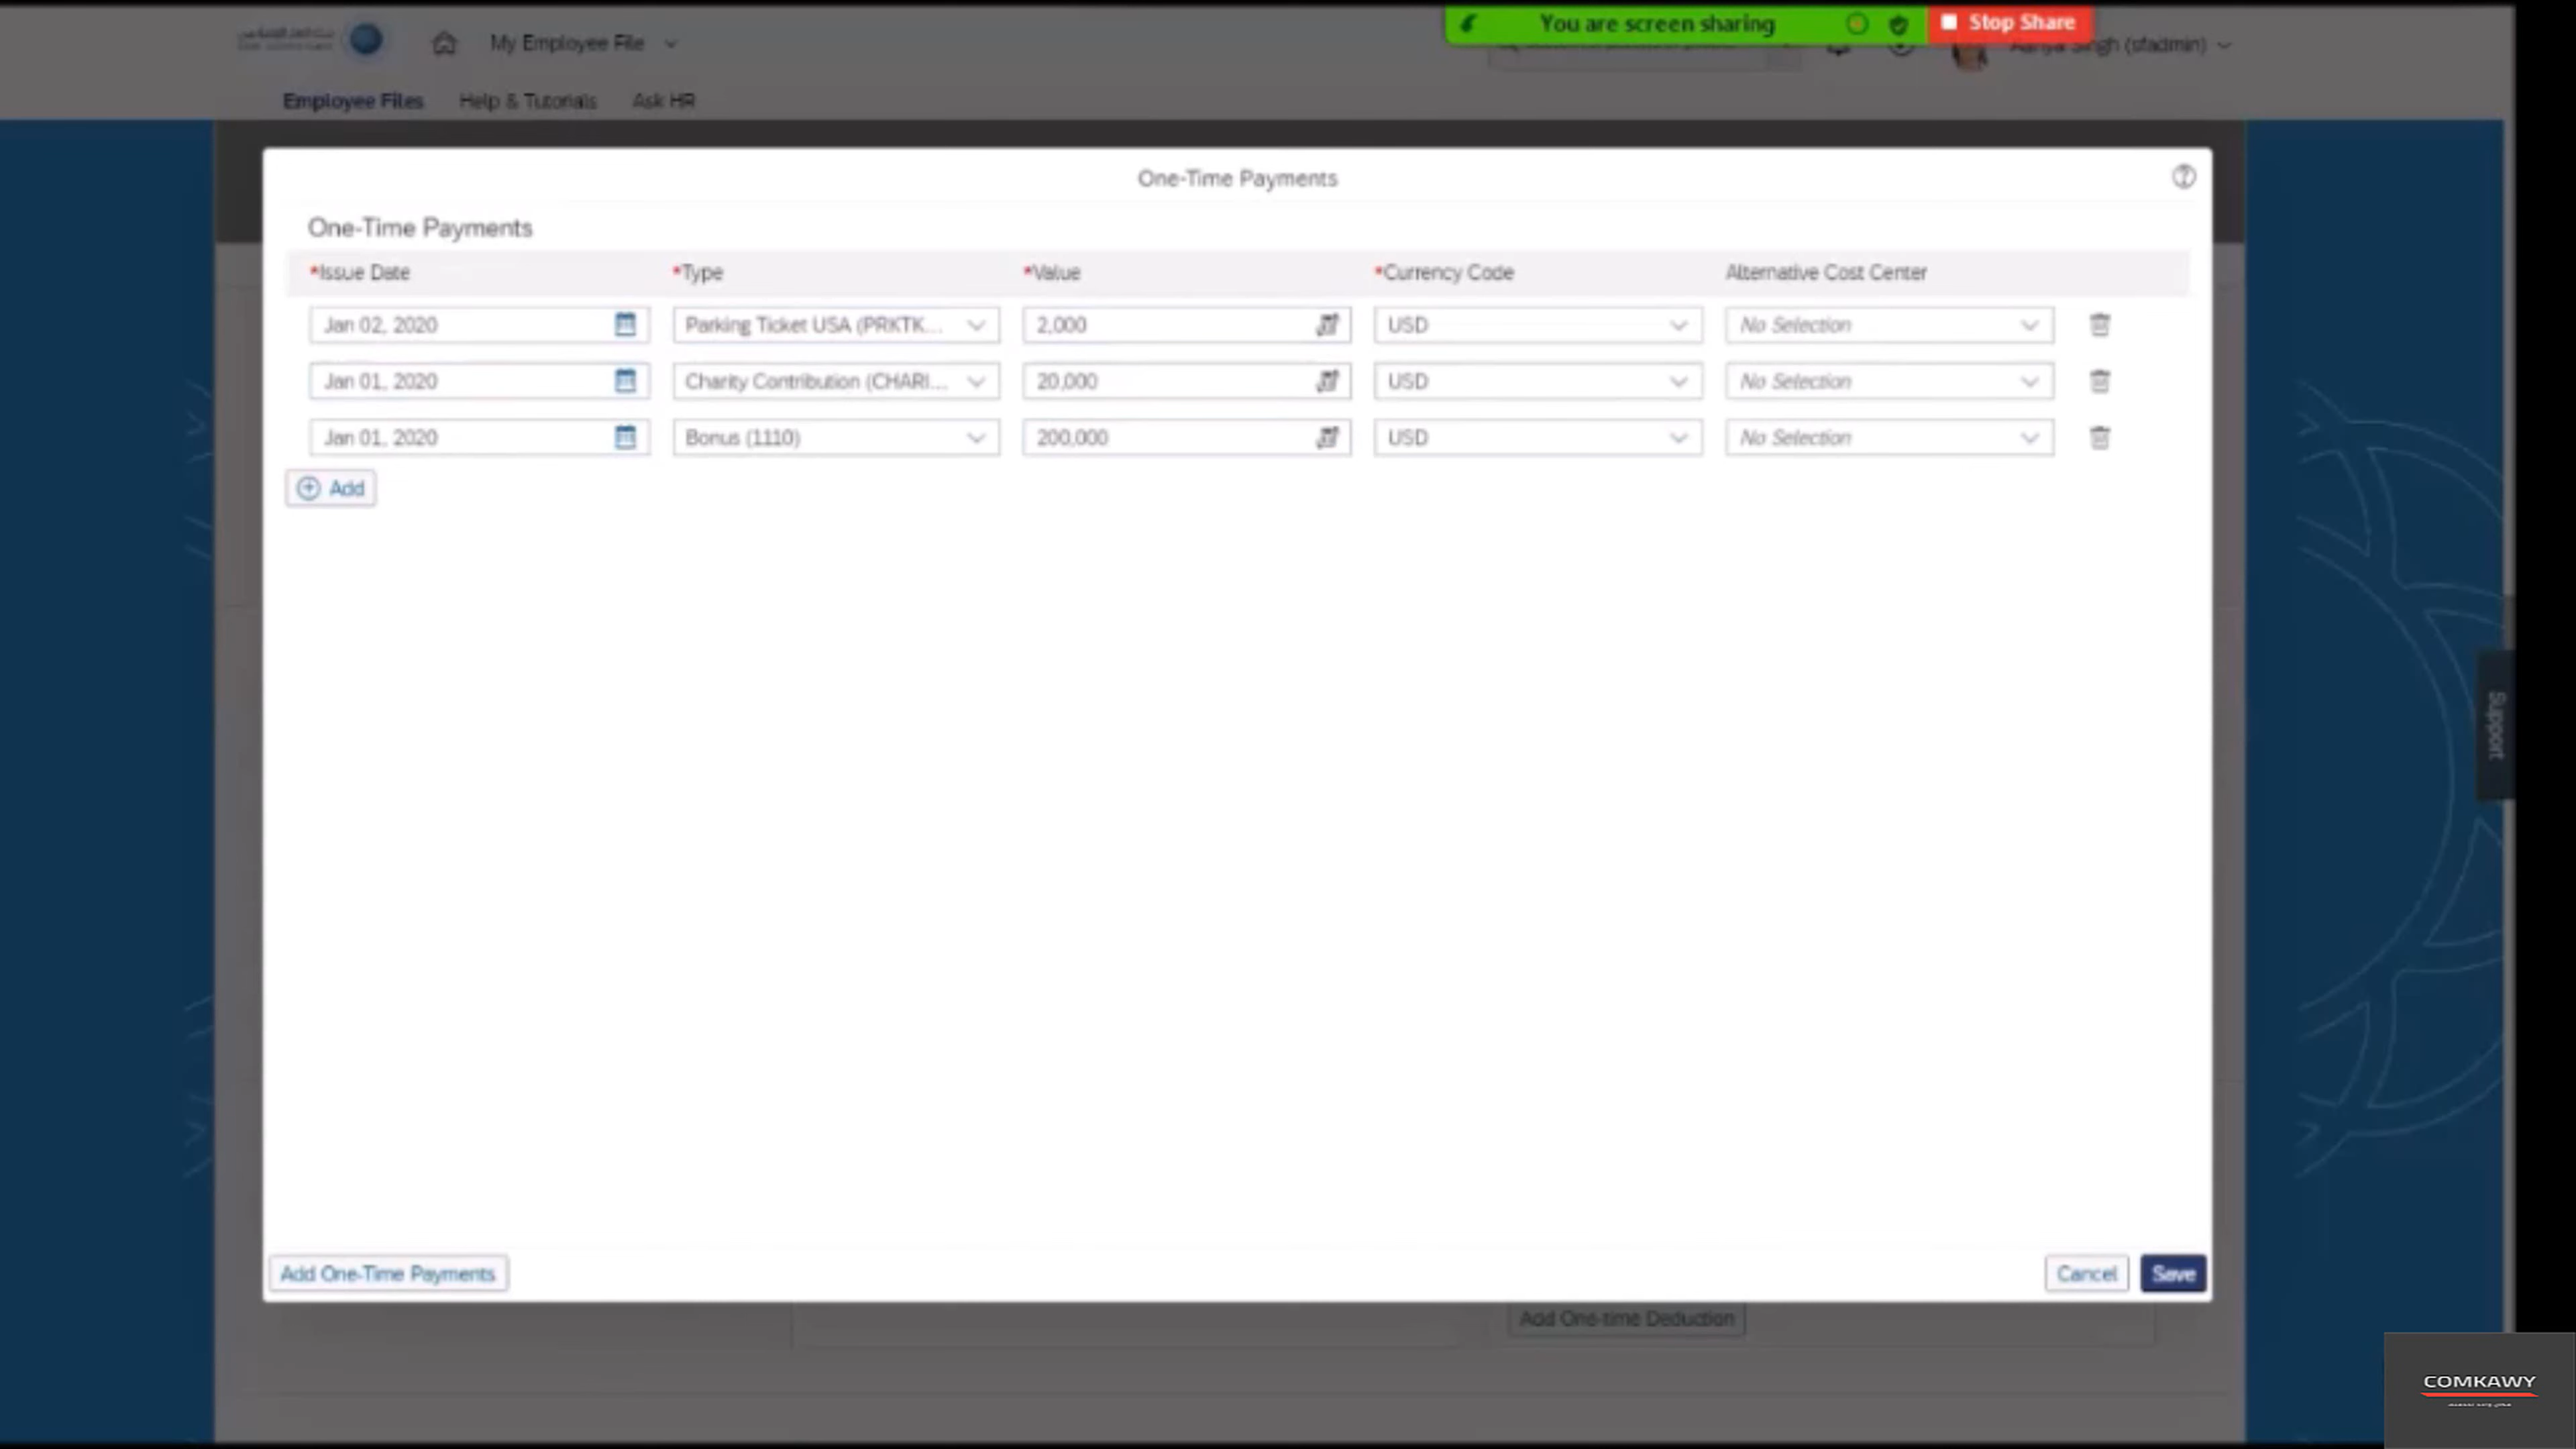 You are screen sharing
Stop Share
My Employee File
Singh (sfadmin)
Employee Files Help & Tutorials Ask HR
One-Time Payments
One-Time Payments
*Issue Date *Type *Value *Currency Code Alternative Cost Center
Jan 02, 2020 Parking Ticket USA (PRKTK... 2,000 USD No Selection
Jan 01, 2020 Charity Contribution (CHARI... 20,000 USD No Selection
Jan 01, 2020 Bonus (1110) 200,000 USD No Selection
Add
Support
Add One-Time Payments Cancel Save
Add One-time Deduction
COMKAWY